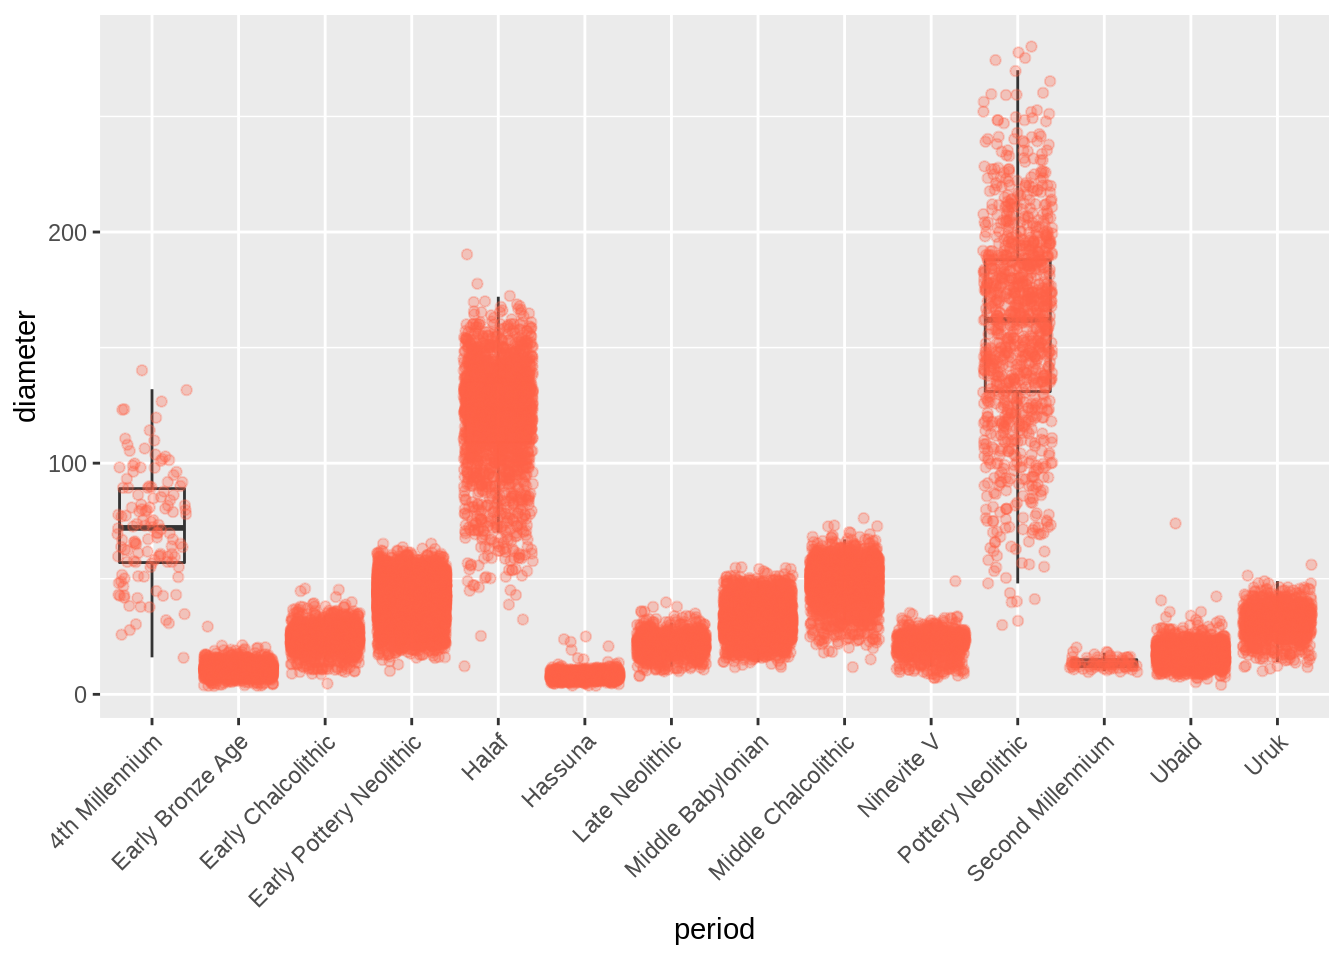 diameter
200
100
0
4th Millennium
Early Bronze Age
Early Chalcolithic
Early Pottery Neolithic
Halaf
Hassuna
Late Neolithic
Middle Babylonian
Middle Chalcolithic
Ninevite V
Pottery Neolithic
Second Millennium
Ubaid
Uruk
period